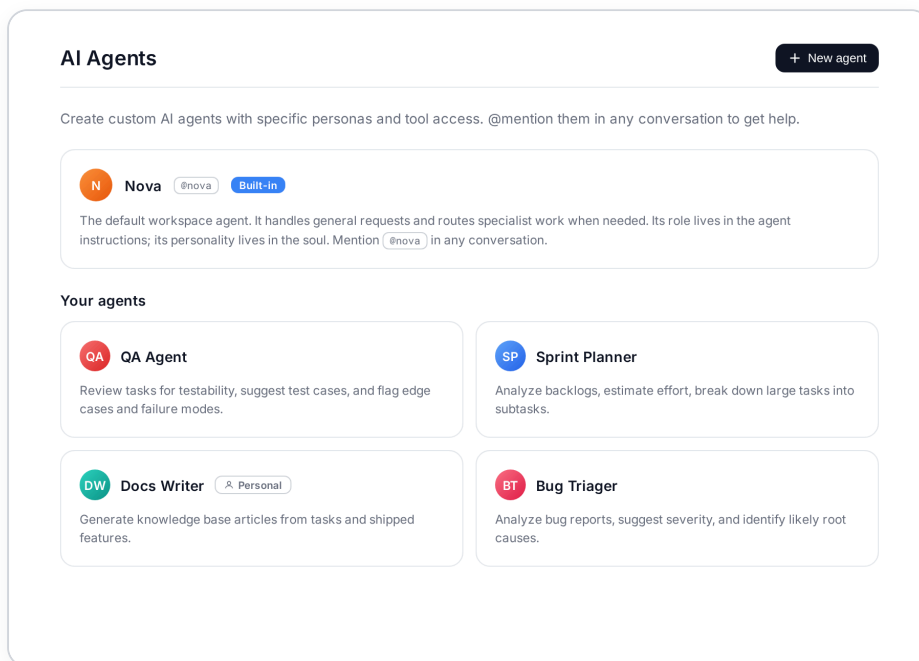 AI Agents
+ New agent
Create custom AI agents with specific personas and tool access. @mention them in any conversation to get help.
N Nova @nova Built-in
The default workspace agent. It handles general requests and routes specialist work when needed. Its role lives in the agent
instructions; its personality lives in the soul. Mention @nova in any conversation.
Your agents
QA QA Agent
Review tasks for testability, suggest test cases, and flag edge
cases and failure modes.
SP Sprint Planner
Analyze backlogs, estimate effort, break down large tasks into
subtasks.
DW Docs Writer Personal
Generate knowledge base articles from tasks and shipped
features.
BT Bug Triager
Analyze bug reports, suggest severity, and identify likely root
causes.